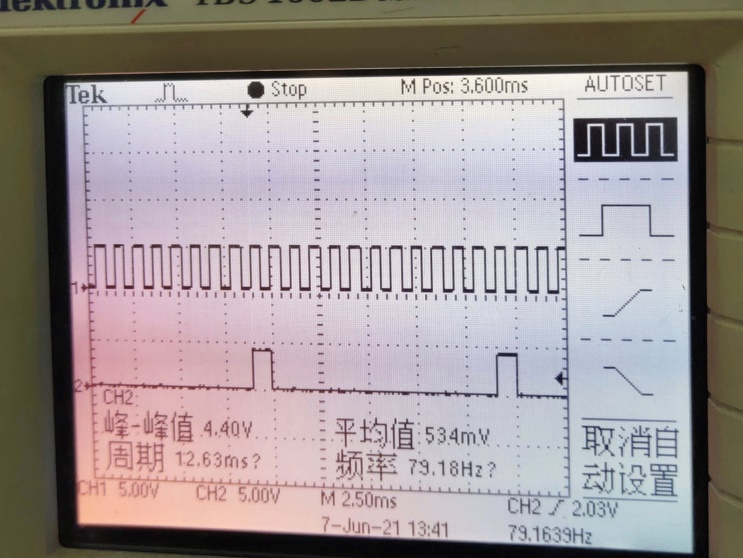 Tek Stop M Pos: 3.600ms AUTOSET
1
2
CH2:
峰-峰值 4.40V 平均值 534mV
周期 12.63ms? 频率 79.18Hz?
取消自
动设置
CH1 5.00V CH2 5.00V M 2.50ms CH2 2.03V
7-Jun-21 13:41 79.1639Hz